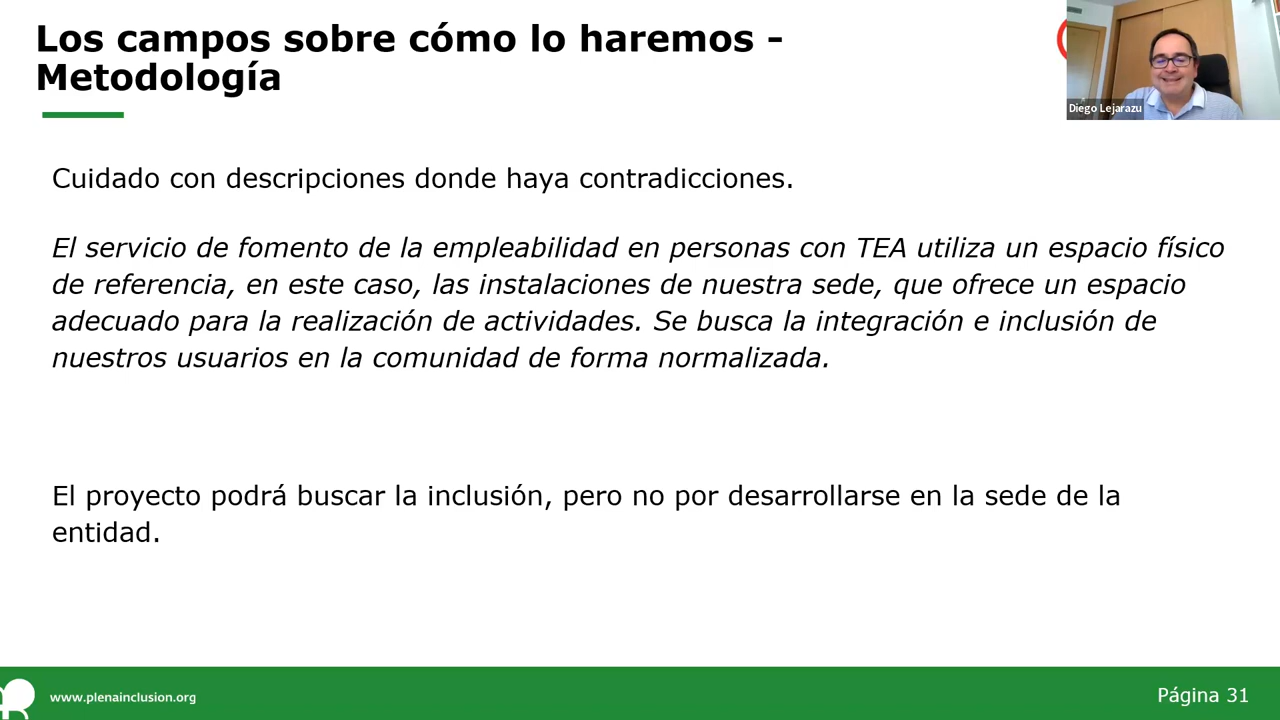 Los campos sobre cómo lo haremos -
Metodología
Diego Lejarazu
Cuidado con descripciones donde haya contradicciones.
El servicio de fomento de la empleabilidad en personas con TEA utiliza un espacio físico
de referencia, en este caso, las instalaciones de nuestra sede, que ofrece un espacio
adecuado para la realización de actividades. Se busca la integración e inclusión de
nuestros usuarios en la comunidad de forma normalizada.
El proyecto podrá buscar la inclusión, pero no por desarrollarse en la sede de la
entidad.
www.plenainclusion.org
Página 31